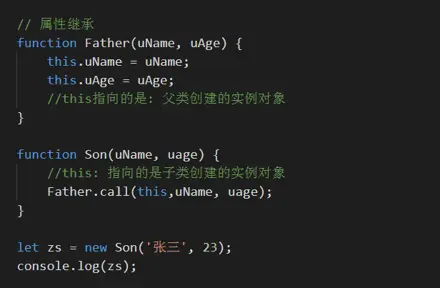 // 属性继承
function Father(uName, uAge) {
    this.uName = uName;
    this.uAge = uAge;
    //this指向的是: 父类创建的实例对象
}
function Son(uName, uage) {
    //this: 指向的是子类创建的实例对象
    Father.call(this,uName, uage);
}
let zs = new Son('张三', 23);
console.log(zs);